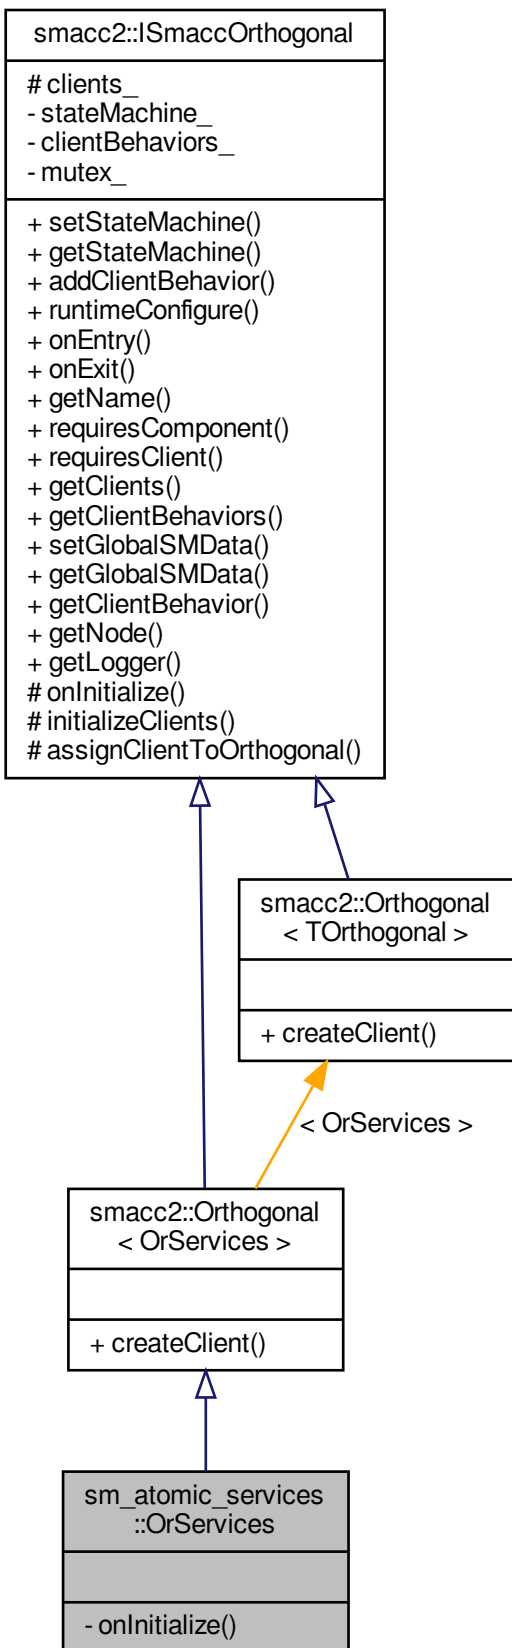 smacc2::ISmaccOrthogonal
# clients_
- stateMachine_
- clientBehaviors_
- mutex_
+ setStateMachine()
+ getStateMachine()
+ addClientBehavior()
+ runtimeConfigure()
+ onEntry()
+ onExit()
+ getName()
+ requiresComponent()
+ requiresClient()
+ getClients()
+ getClientBehaviors()
+ setGlobalSMData()
+ getGlobalSMData()
+ getClientBehavior()
+ getNode()
+ getLogger()
# onInitialize()
# initializeClients()
# assignClientToOrthogonal()
smacc2::Orthogonal
< TOrthogonal >
+ createClient()
< OrServices >
smacc2::Orthogonal
< OrServices >
+ createClient()
sm_atomic_services
::OrServices
- onInitialize()